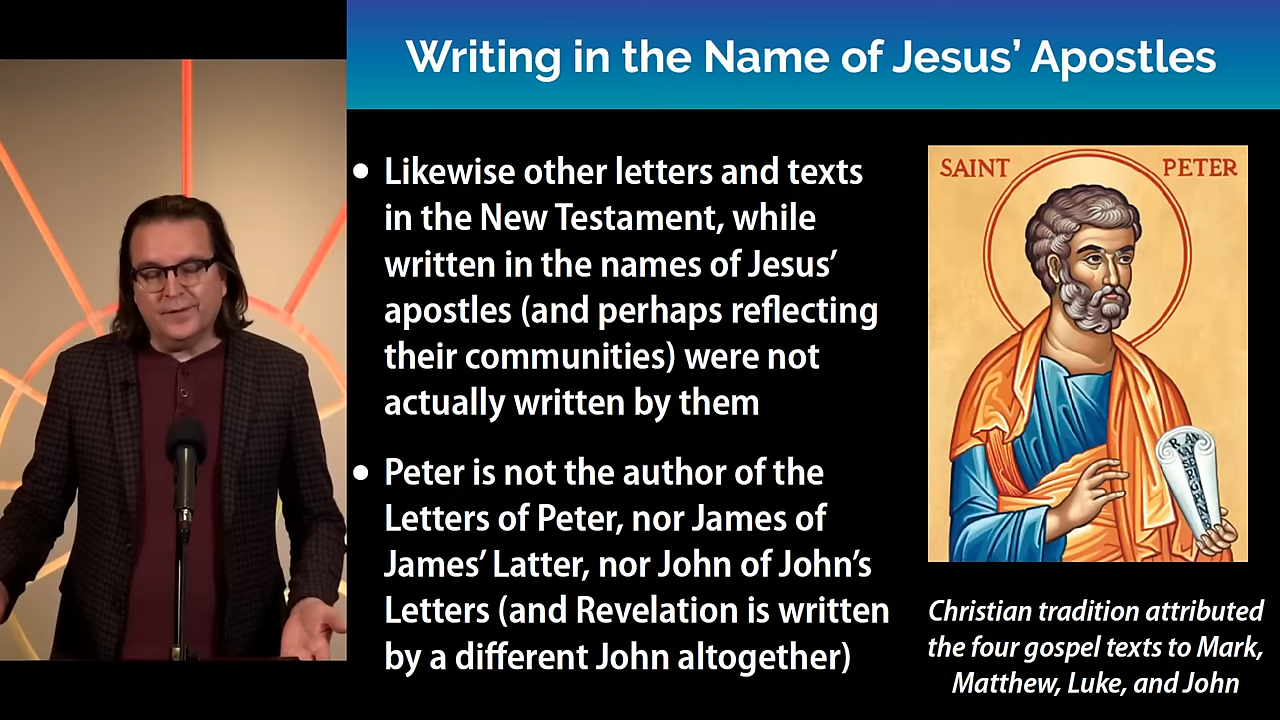 Writing in the Name of Jesus’ Apostles
• Likewise other letters and texts
in the New Testament, while
written in the names of Jesus’
apostles (and perhaps reflecting
their communities) were not
actually written by them
• Peter is not the author of the
Letters of Peter, nor James of
James’ Latter, nor John of John’s
Letters (and Revelation is written
by a different John altogether)
SAINT PETER
Christian tradition attributed
the four gospel texts to Mark,
Matthew, Luke, and John